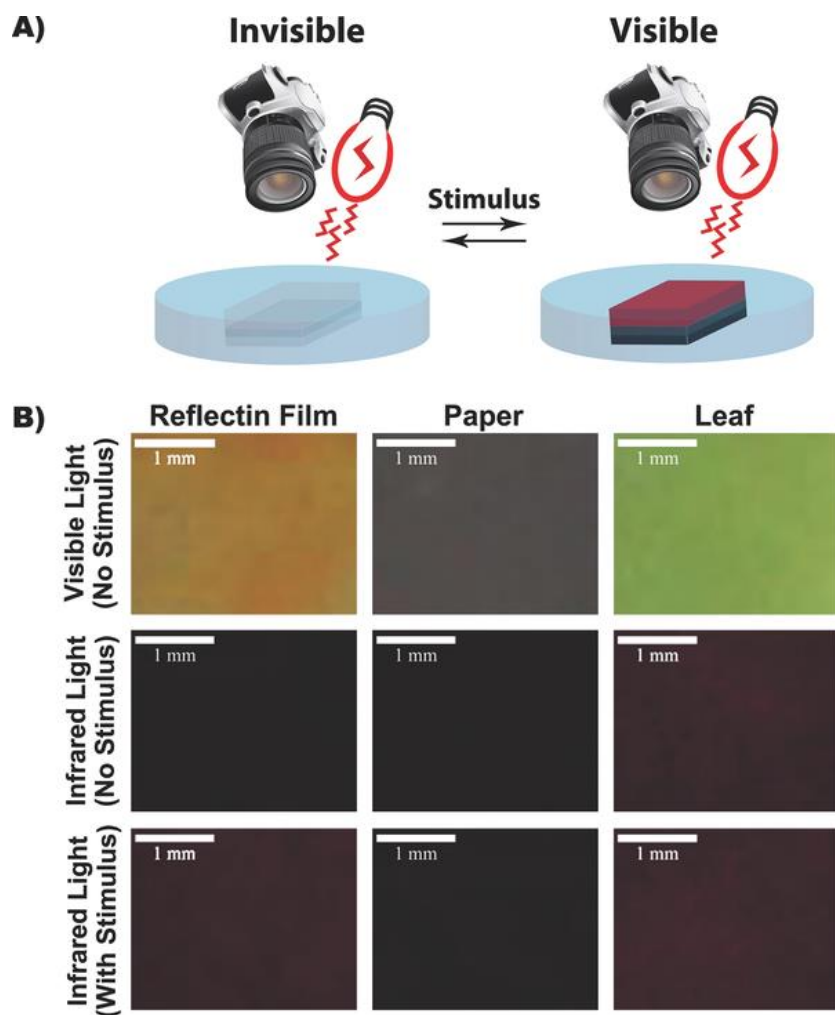 A)
Invisible
Visible
Stimulus
B)
Reflectin Film
Paper
Leaf
Visible Light
(No Stimulus)
1 mm
1 mm
1 mm
Infrared Light
(No Stimulus)
1 mm
1 mm
1 mm
Infrared Light
(With Stimulus)
1 mm
1 mm
1 mm